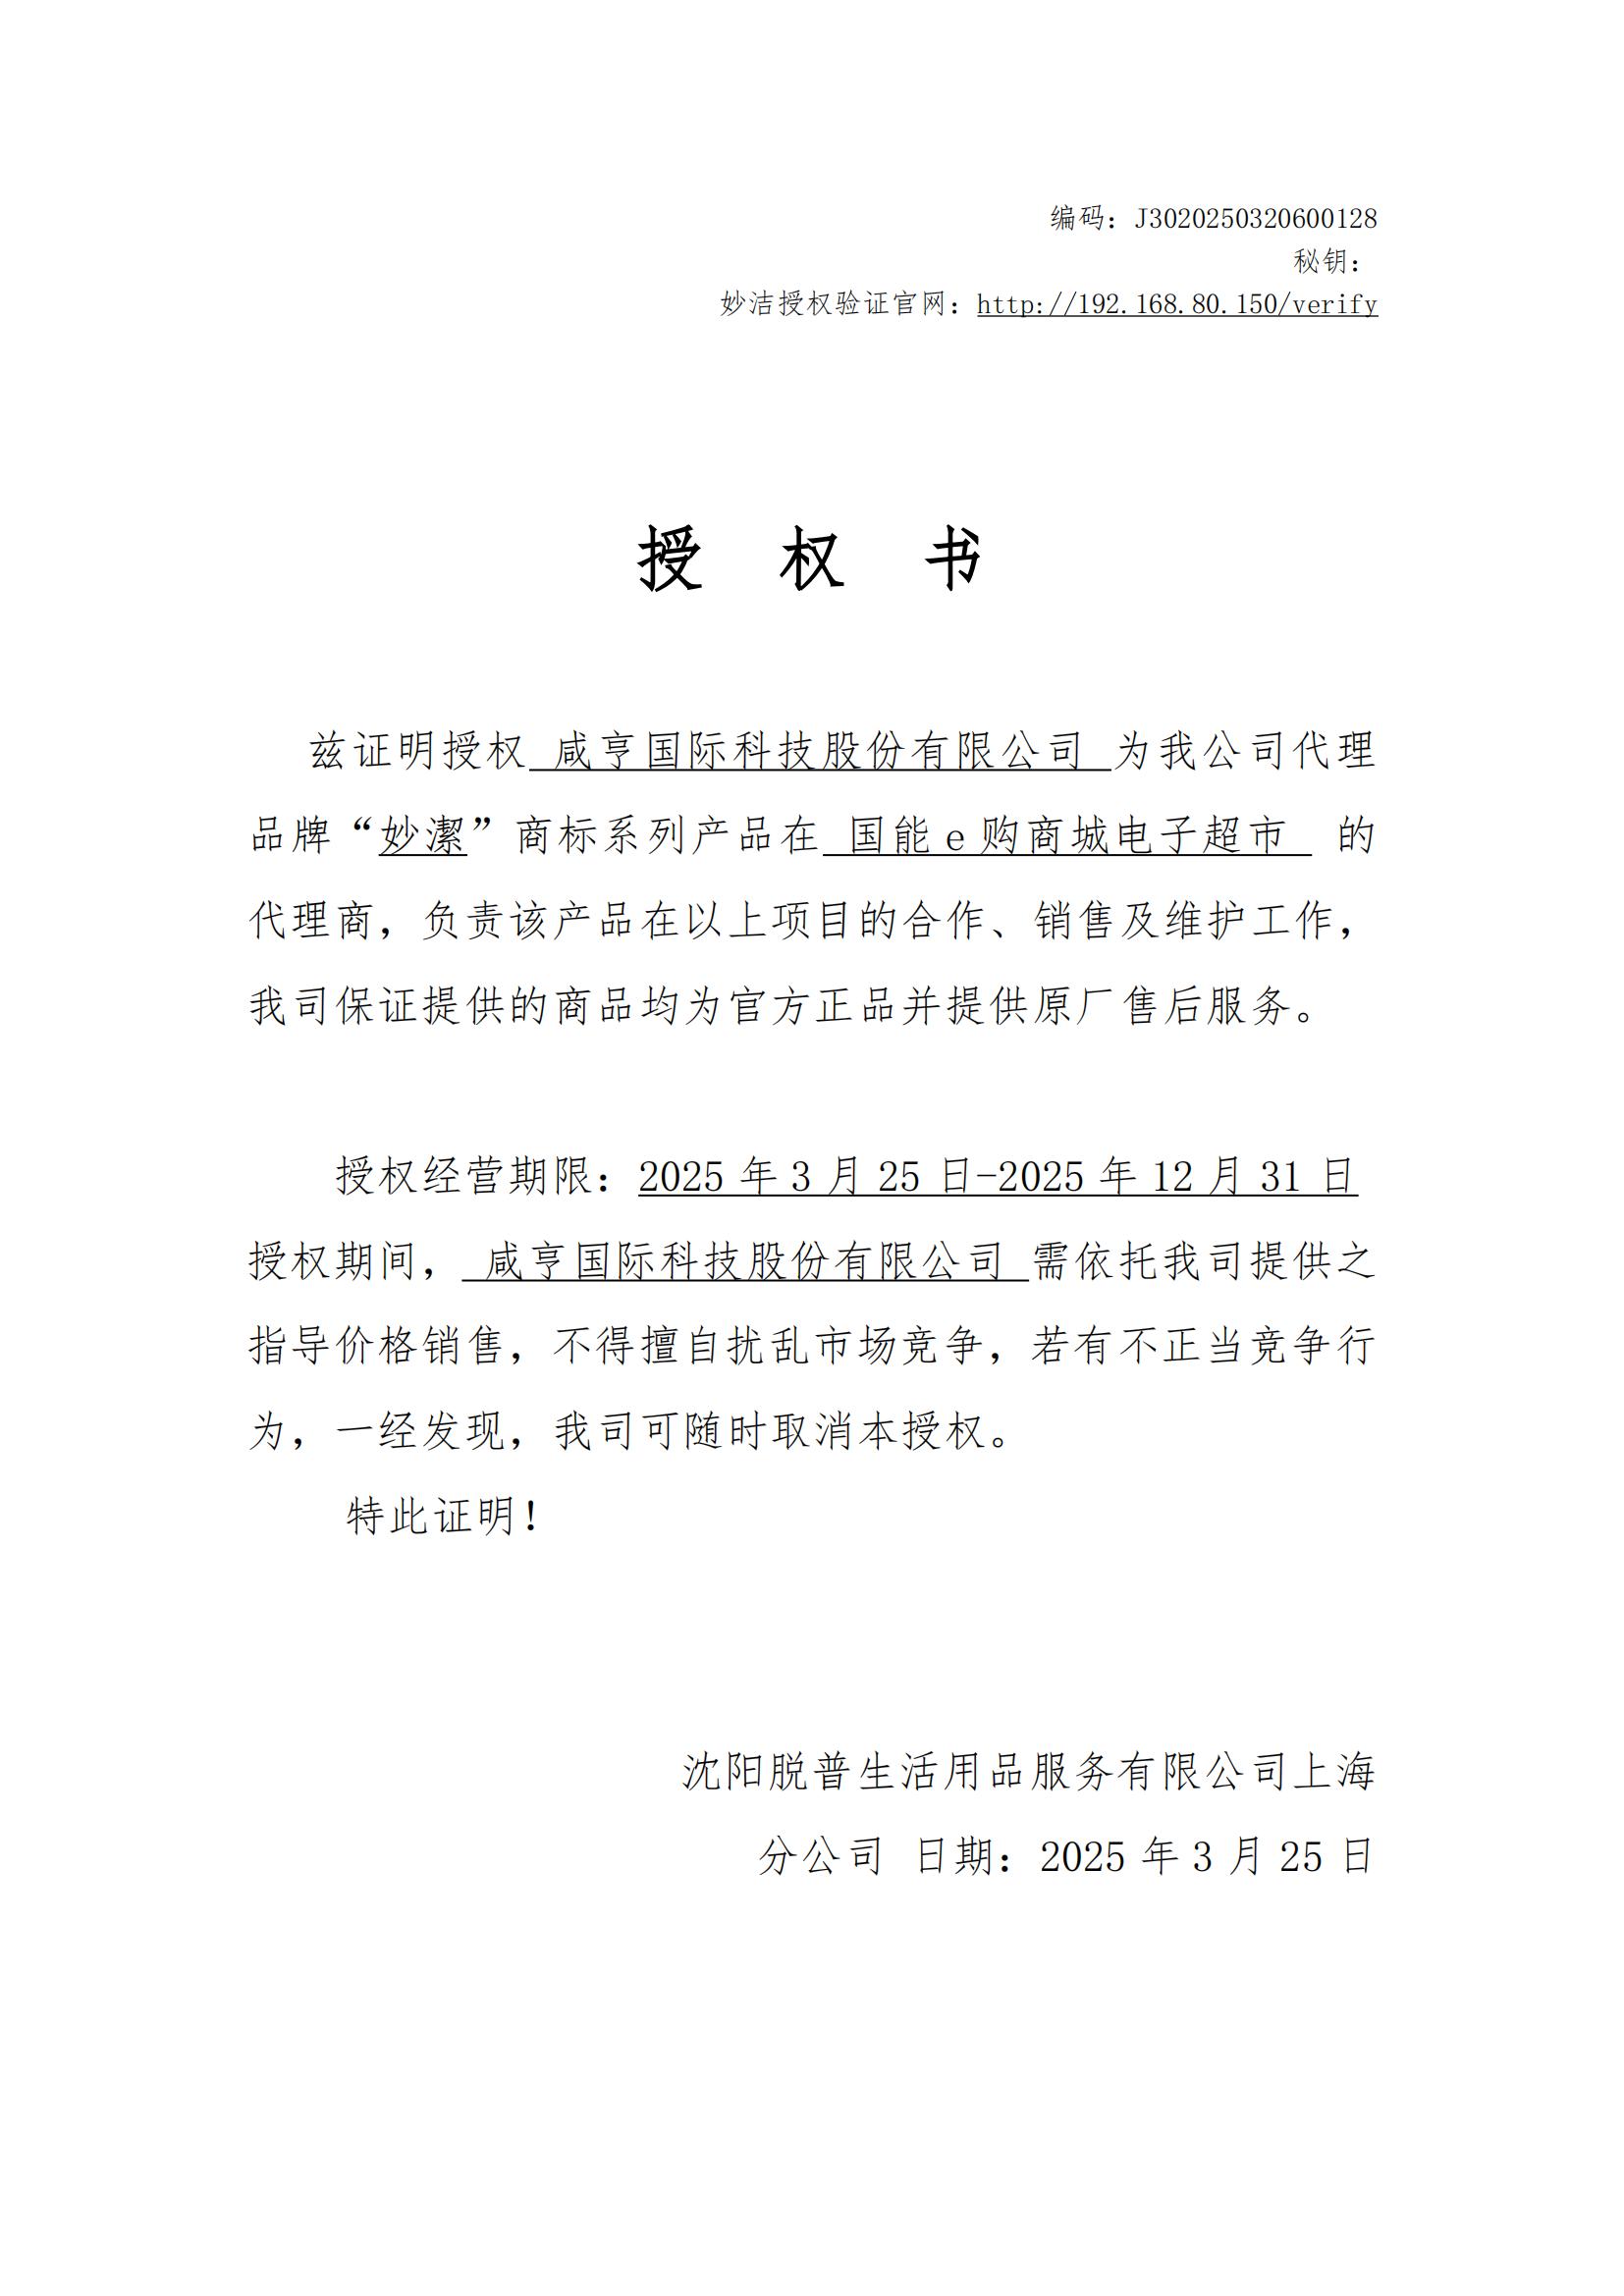 编码：J3020250320600128
秘钥：
妙洁授权验证官网：http://192.168.80.150/verify
授 权 书
兹证明授权 咸亨国际科技股份有限公司 为我公司代理
品牌“妙潔”商标系列产品在 国能 e 购商城电子超市 的
代理商，负责该产品在以上项目的合作、销售及维护工作，
我司保证提供的商品均为官方正品并提供原厂售后服务。
授权经营期限：2025 年 3 月 25 日-2025 年 12 月 31 日
授权期间， 咸亨国际科技股份有限公司 需依托我司提供之
指导价格销售，不得擅自扰乱市场竞争，若有不正当竞争行
为，一经发现，我司可随时取消本授权。
特此证明！
沈阳脱普生活用品服务有限公司上海
分公司 日期：2025 年 3 月 25 日